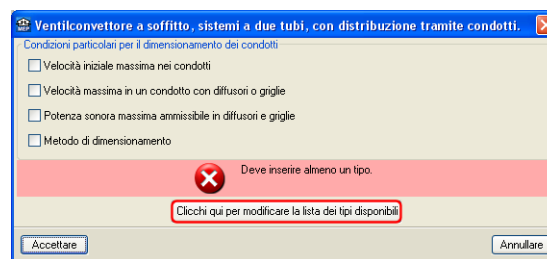 Ventilconvettore a soffitto, sistemi a due tubi, con distribuzione tramite condotti.
Condizioni particolari per il dimensionamento dei condotti
Velocità iniziale massima nei condotti
Velocità massima in un condotto con diffusori o griglie
Potenza sonora massima ammissibile in diffusori e griglie
Metodo di dimensionamento
Deve inserire almeno un tipo.
Clicchi qui per modificare la lista dei tipi disponibili
Accettare
Annullare